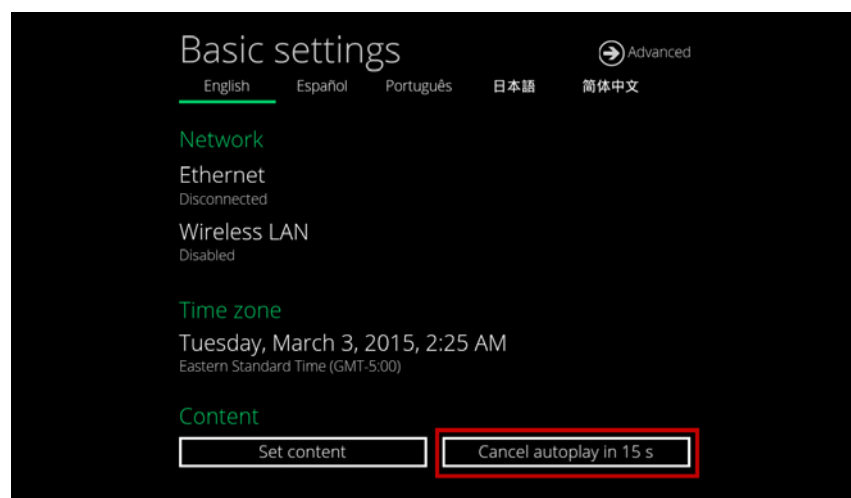 Basic settings
Advanced
English Español Português 日本語 简体中文
Network
Ethernet
Disconnected
Wireless LAN
Disabled
Time zone
Tuesday, March 3, 2015, 2:25 AM
Eastern Standard Time (GMT-5:00)
Content
Set content Cancel autoplay in 15 s